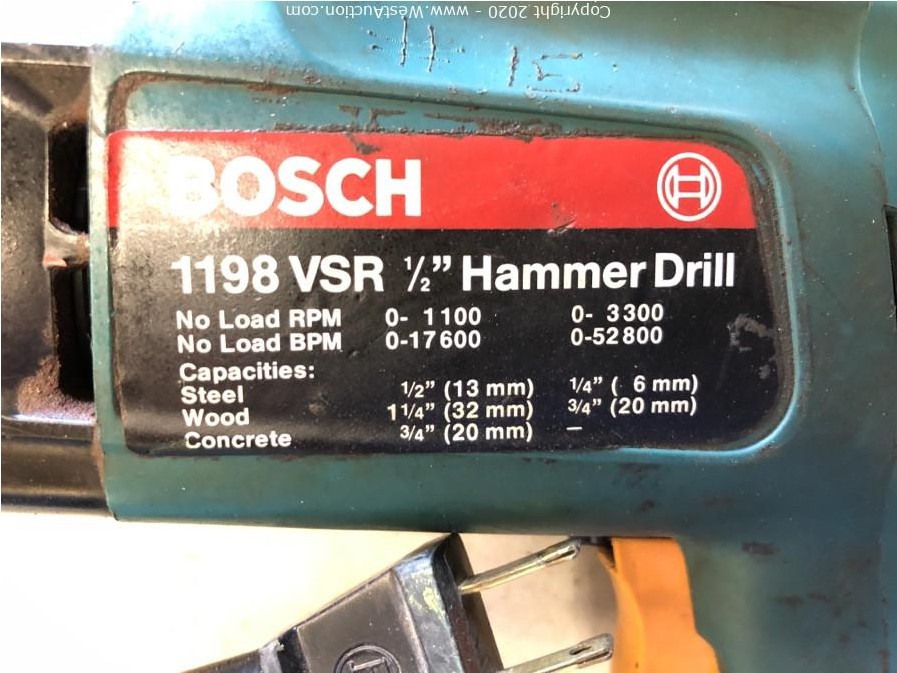 Copyright 2020 - www.WestAuction.com
BOSCH
1198 VSR ½” Hammer Drill
No Load RPM 0- 1100 0- 3300
No Load BPM 0-17600 0-52800
Capacities:
Steel 1/2” (13 mm) 1/4” ( 6 mm)
Wood 1 1/4” (32 mm) 3/4” (20 mm)
Concrete 3/4” (20 mm) –